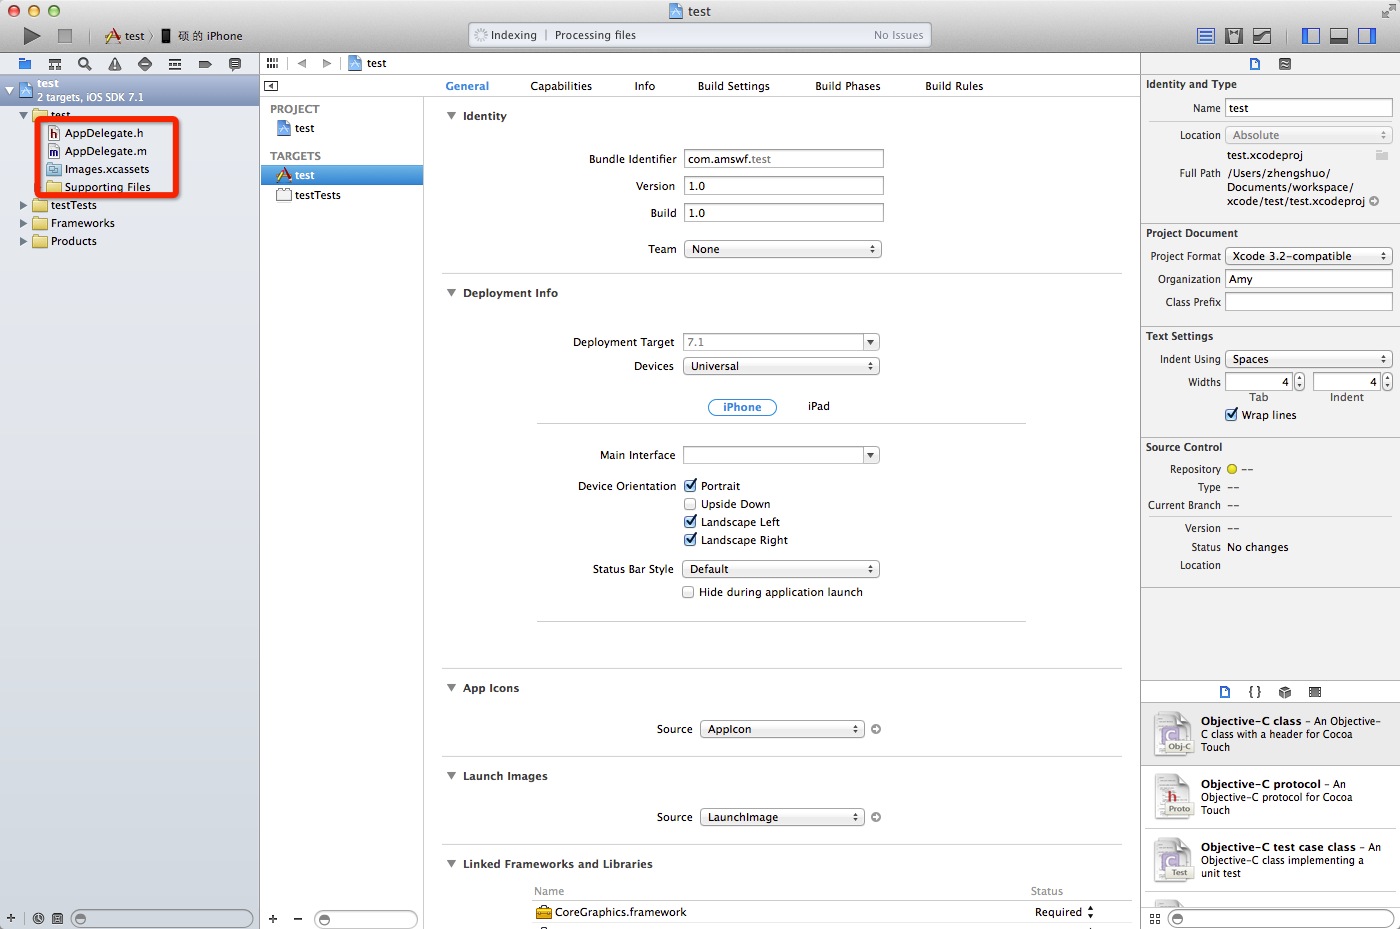 test
test 〉 硕 的 iPhone
Indexing | Processing files
No Issues
test
2 targets, iOS SDK 7.1
test
AppDelegate.h
AppDelegate.m
Images.xcassets
Supporting Files
testTests
Frameworks
Products
test
General
Capabilities
Info
Build Settings
Build Phases
Build Rules
PROJECT
test
TARGETS
test
testTests
Identity
Bundle Identifier com.amswf.test
Version 1.0
Build 1.0
Team None
Deployment Info
Deployment Target 7.1
Devices Universal
iPhone
iPad
Main Interface
Device Orientation Portrait
Upside Down
Landscape Left
Landscape Right
Status Bar Style Default
Hide during application launch
App Icons
Source AppIcon
Launch Images
Source LaunchImage
Linked Frameworks and Libraries
Name
Status
CoreGraphics.framework
Required
Identity and Type
Name test
Location Absolute
test.xcodeproj
Full Path /Users/zhengshuo/
Documents/workspace/
xcode/test/test.xcodeproj
Project Document
Project Format Xcode 3.2-compatible
Organization Amy
Class Prefix
Text Settings
Indent Using Spaces
Widths 4 4
Tab Indent
Wrap lines
Source Control
Repository --
Type --
Current Branch --
Version --
Status No changes
Location
{ }
Objective-C class - An Objective-
C class with a header for Cocoa
Touch
Obj-C
Objective-C protocol - An
Objective-C protocol for Cocoa
Touch
Proto
Objective-C test case class - An
Objective-C class implementing a
unit test
Test